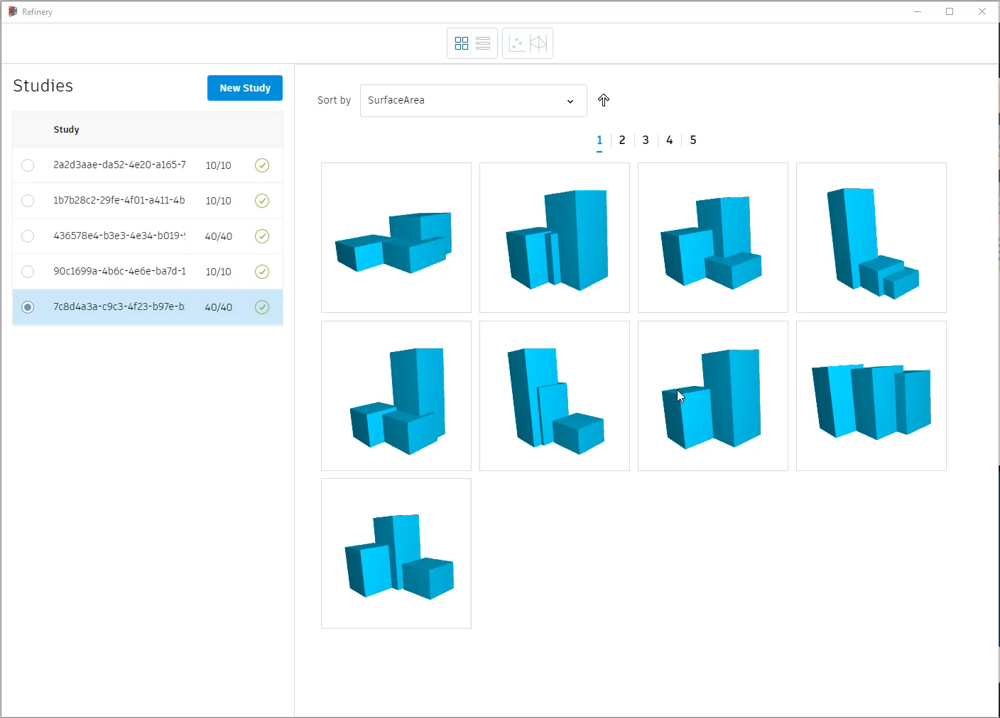 Refinery
Studies
New Study
Study
2a2d3aae-da52-4e20-a165-7 10/10
1b7b28c2-29fe-4f01-a411-4b 10/10
436578e4-b3e3-4e34-b019- 40/40
90c1699a-4b6c-4e6e-ba7d-1 10/10
7c8d4a3a-c9c3-4f23-b97e-b 40/40
Sort by SurfaceArea
1 2 3 4 5